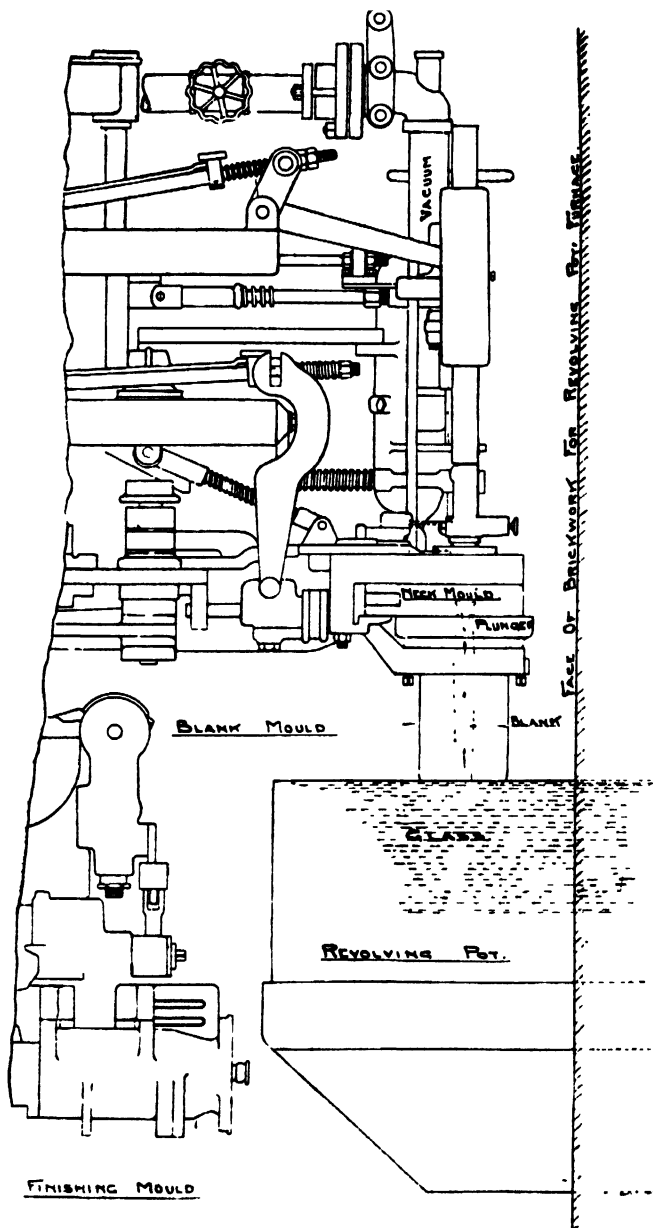 VACUUM
FACE OF BRICKWORK FOR REVOLVING POT. FURNACE
NECK MOULD
PLUNGER
BLANK MOULD
BLANK
GLASS
REVOLVING POT.
FINISHING MOULD